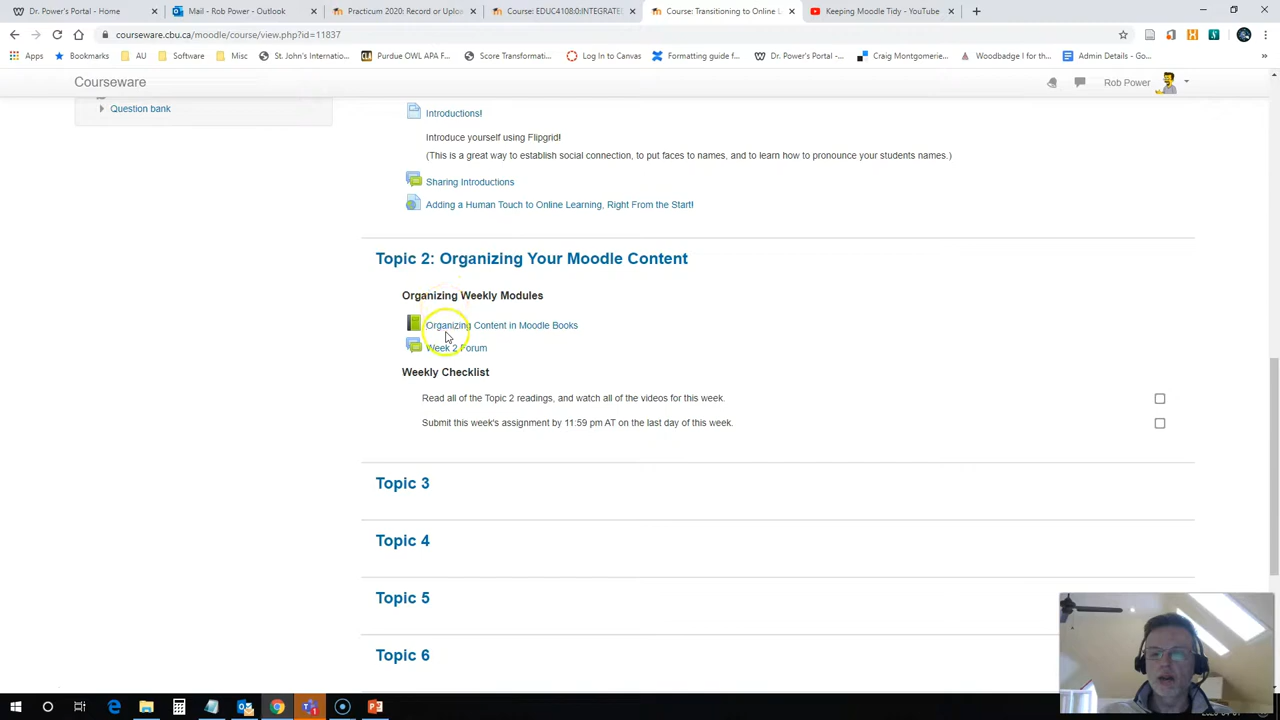 Dr. Power's Portal - Home
Mail - Rob Power - Outlook
Practicum 2020: Record or Uploa
Course: EDUC4108:0:INTEGRATE
Course: Transitioning to Online L
Keeping Moodle Tidy - YouTube
courseware.cbu.ca/moodle/course/view.php?id=11837
Apps
Bookmarks
AU
Software
Misc
St. John's Internatio...
Purdue OWL APA F...
Score Transformatio...
Log In to Canvas
Formatting guide f...
Dr. Power's Portal -...
Craig Montgomerie...
Woodbadge I for th...
Admin Details - Go...
Courseware
Rob Power
Question bank
Introductions!
Introduce yourself using Flipgrid!
(This is a great way to establish social connection, to put faces to names, and to learn how to pronounce your students names.)
Sharing Introductions
Adding a Human Touch to Online Learning, Right From the Start!
Topic 2: Organizing Your Moodle Content
Organizing Weekly Modules
Organizing Content in Moodle Books
Week 2 Forum
Weekly Checklist
Read all of the Topic 2 readings, and watch all of the videos for this week.
Submit this week's assignment by 11:59 pm AT on the last day of this week.
Topic 3
Topic 4
Topic 5
Topic 6